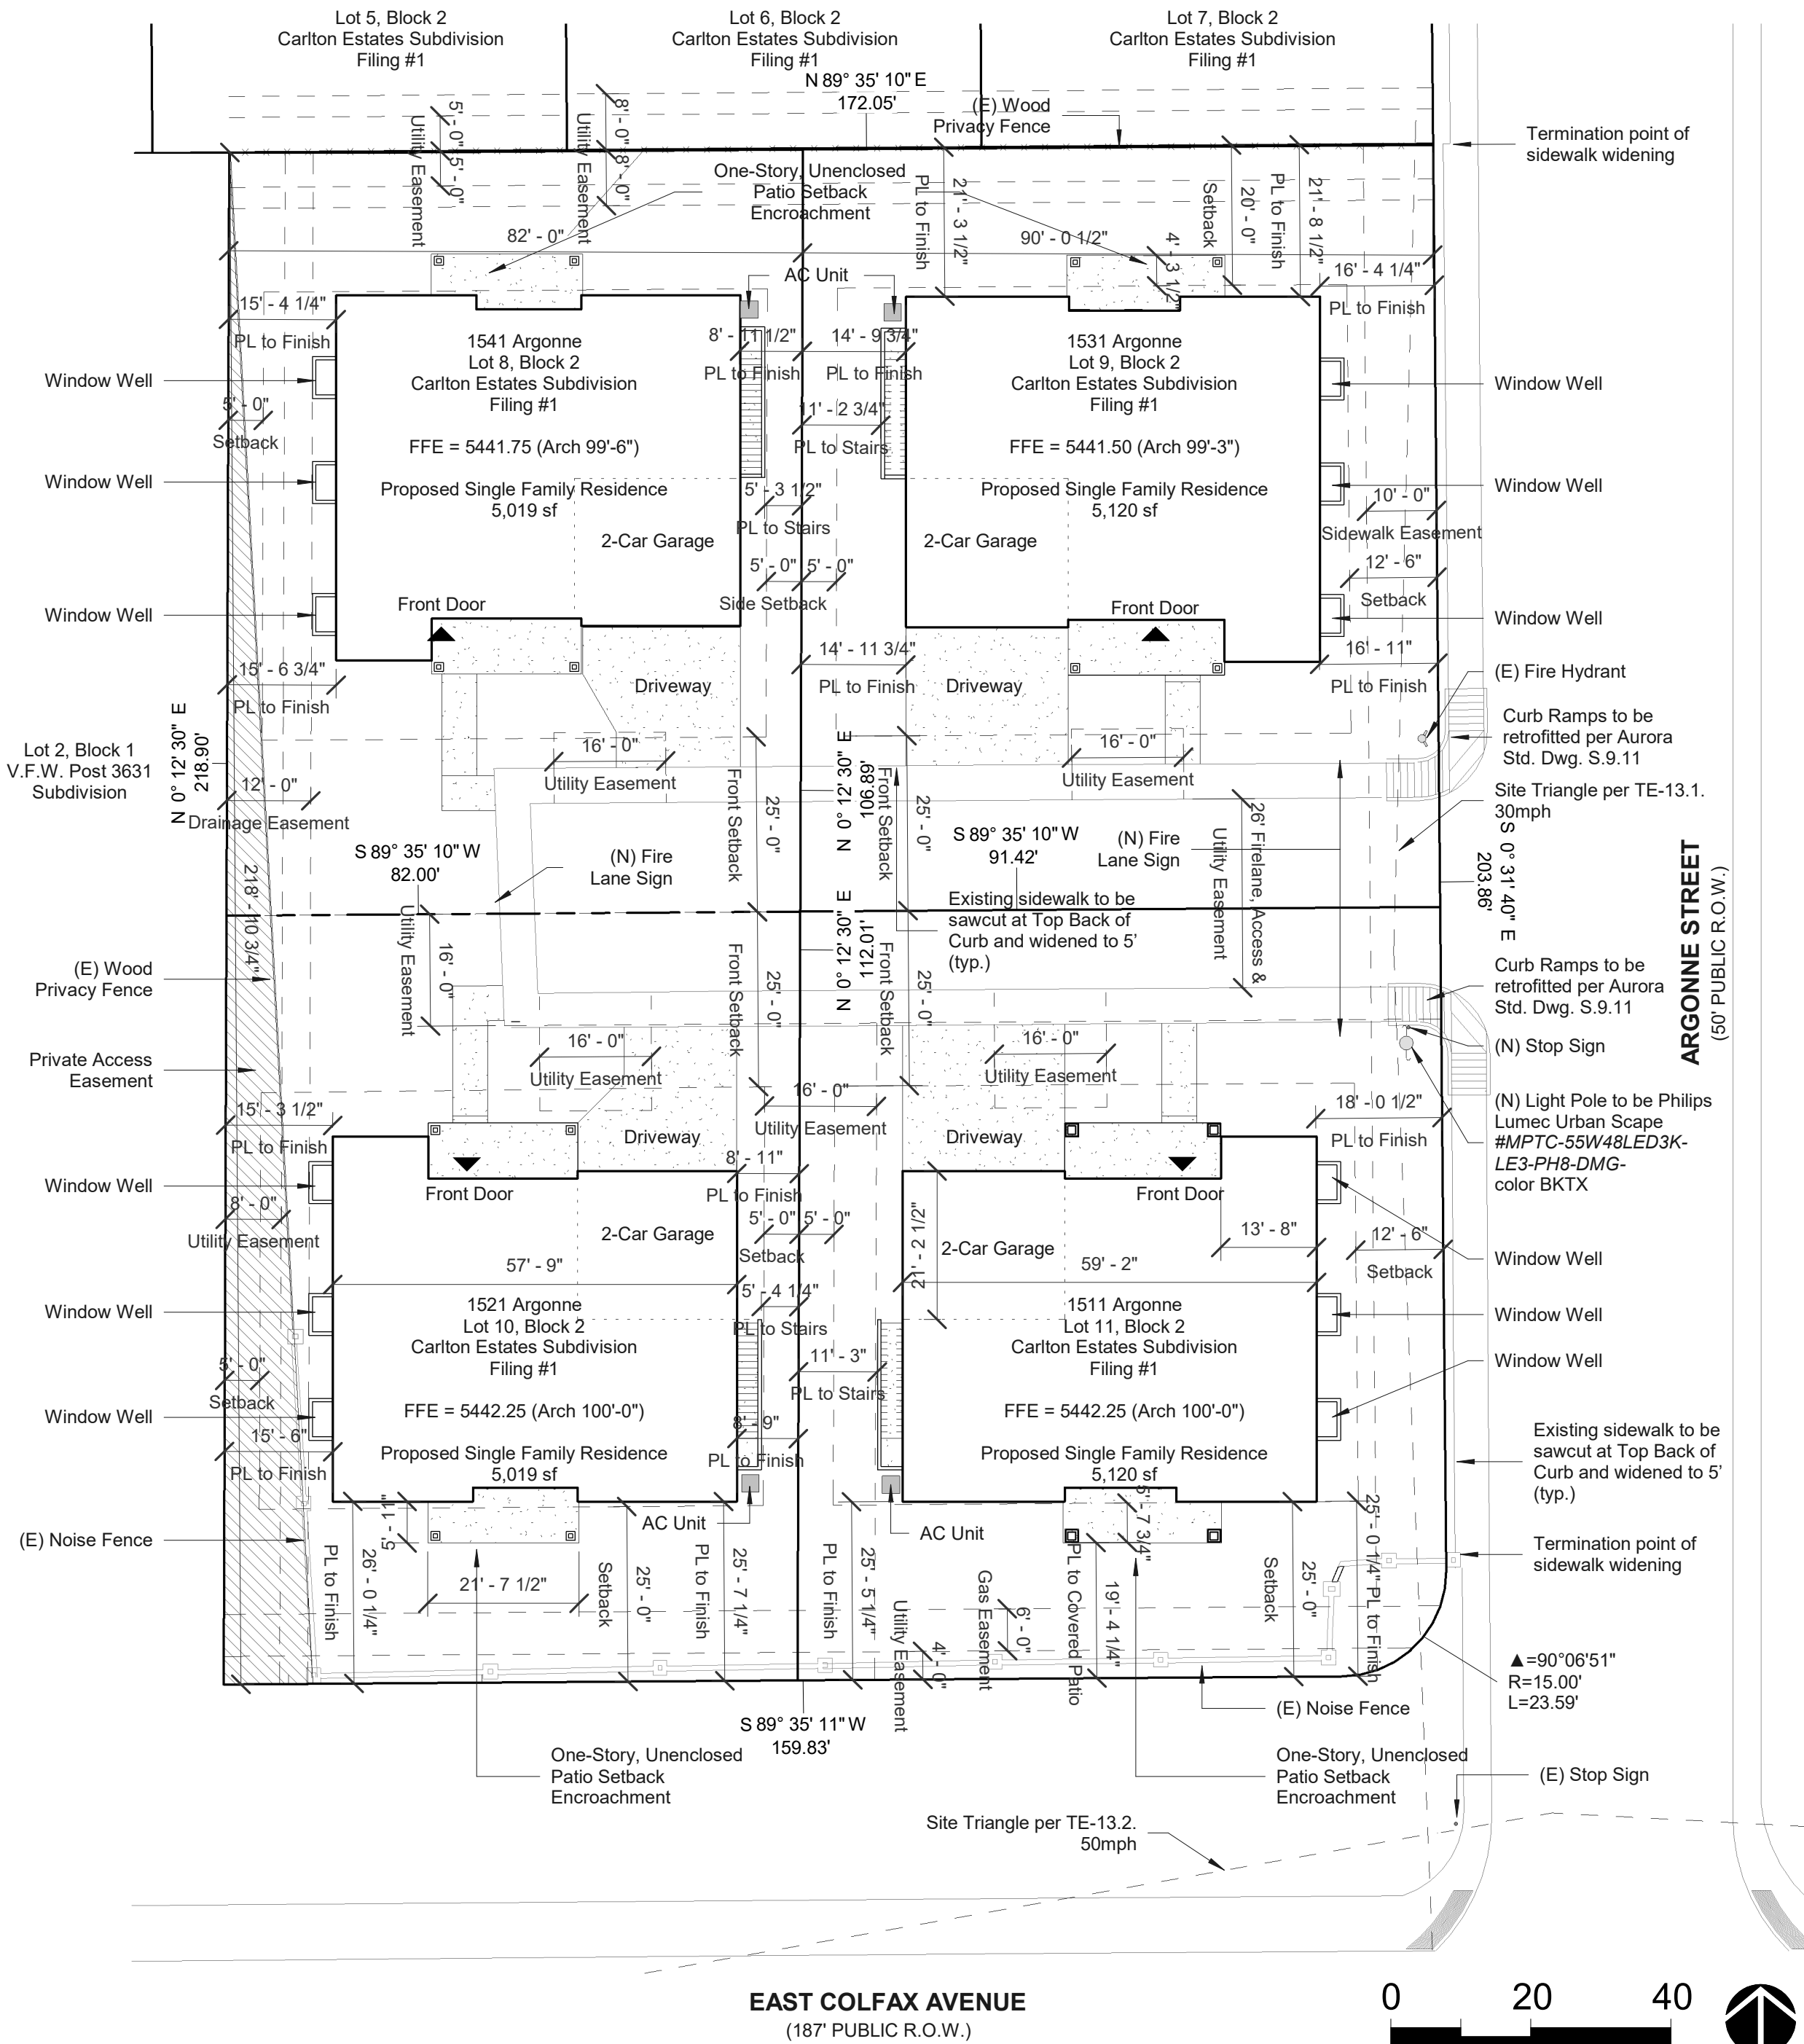 Lot 5, Block 2
Carlton Estates Subdivision
Filing #1
Lot 6, Block 2
Carlton Estates Subdivision
Filing #1
Lot 7, Block 2
Carlton Estates Subdivision
Filing #1
N 89° 35' 10" E
172.05'
(E) Wood
Privacy Fence
Termination point of
sidewalk widening
5' - 0"
5' - 0"
Utility Easement
8' - 0"
8' - 0"
Utility Easement
One-Story, Unenclosed
Patio Setback
Encroachment
PL to Finish
21' - 3 1/2"
Setback
20' - 0"
PL to Finish
21' - 8 1/2"
82' - 0"
90' - 0 1/2"
4' - 3 1/2"
16' - 4 1/4"
PL to Finish
AC Unit
15' - 4 1/4"
PL to Finish
1541 Argonne
Lot 8, Block 2
Carlton Estates Subdivision
Filing #1
FFE = 5441.75 (Arch 99'-6")
Proposed Single Family Residence
5,019 sf
2-Car Garage
Front Door
8' - 11 1/2"
PL to Finish
14' - 9 3/4"
PL to Finish
11' - 2 3/4"
PL to Stairs
5' - 3 1/2"
PL to Stairs
5' - 0"
5' - 0"
Side Setback
1531 Argonne
Lot 9, Block 2
Carlton Estates Subdivision
Filing #1
FFE = 5441.50 (Arch 99'-3")
Proposed Single Family Residence
5,120 sf
2-Car Garage
Front Door
Window Well
5' - 0"
Setback
Window Well
Window Well
Window Well
Window Well
10' - 0"
Sidewalk Easement
12' - 6"
Setback
Window Well
15' - 6 3/4"
PL to Finish
Driveway
14' - 11 3/4"
PL to Finish
Driveway
16' - 11"
PL to Finish
(E) Fire Hydrant
Curb Ramps to be
retrofitted per Aurora
Std. Dwg. S.9.11
Site Triangle per TE-13.1.
30mph
Lot 2, Block 1
V.F.W. Post 3631
Subdivision
N 0° 12' 30" E
218.90'
12' - 0"
Drainage Easement
16' - 0"
Utility Easement
16' - 0"
Utility Easement
Front Setback
25' - 0"
N 0° 12' 30" E
106.89'
Front Setback
25' - 0"
S 89° 35' 10" W
82.00'
(N) Fire
Lane Sign
S 89° 35' 10" W
91.42'
(N) Fire
Lane Sign
26' Firelane, Access &
Utility Easement
S 0° 31' 40" E
203.86'
ARGONNE STREET
(50' PUBLIC R.O.W.)
218' - 10 3/4"
Utility Easement
16' - 0"
Existing sidewalk to be
sawcut at Top Back of
Curb and widened to 5'
(typ.)
Front Setback
25' - 0"
N 0° 12' 30" E
112.01'
Front Setback
25' - 0"
(E) Wood
Privacy Fence
Private Access
Easement
Curb Ramps to be
retrofitted per Aurora
Std. Dwg. S.9.11
(N) Stop Sign
(N) Light Pole to be Philips
Lumec Urban Scape
#MPTC-55W48LED3K-
LE3-PH8-DMG-
color BKTX
16' - 0"
Utility Easement
16' - 0"
Utility Easement
16' - 0"
Utility Easement
15' - 3 1/2"
PL to Finish
Driveway
Driveway
18' - 0 1/2"
PL to Finish
Window Well
Front Door
8' - 11"
PL to Finish
Front Door
8' - 0"
Utility Easement
2-Car Garage
5' - 0"
5' - 0"
Setback
21' - 2 1/2"
2-Car Garage
13' - 8"
12' - 6"
Setback
Window Well
57' - 9"
59' - 2"
Window Well
1521 Argonne
Lot 10, Block 2
Carlton Estates Subdivision
Filing #1
FFE = 5442.25 (Arch 100'-0")
Proposed Single Family Residence
5,019 sf
5' - 4 1/4"
PL to Stairs
11' - 3"
PL to Stairs
8' - 9"
PL to Finish
1511 Argonne
Lot 11, Block 2
Carlton Estates Subdivision
Filing #1
FFE = 5442.25 (Arch 100'-0")
Proposed Single Family Residence
5,120 sf
Window Well
Window Well
5' - 0"
Setback
Window Well
15' - 6"
PL to Finish
Existing sidewalk to be
sawcut at Top Back of
Curb and widened to 5'
(typ.)
(E) Noise Fence
AC Unit
AC Unit
Termination point of
sidewalk widening
PL to Finish
26' - 0 1/4"
5' - 11"
21' - 7 1/2"
Setback
25' - 0"
PL to Finish
25' - 7 1/4"
PL to Finish
25' - 5 1/4"
Utility Easement
4' - 0"
Gas Easement
6' - 0"
PL to Covered Patio
19' - 4 1/4"
5' - 7 3/4"
Setback
25' - 0"
25' - 0 1/4" PL to Finish
▲=90°06'51"
R=15.00'
L=23.59'
S 89° 35' 11" W
159.83'
(E) Noise Fence
One-Story, Unenclosed
Patio Setback
Encroachment
One-Story, Unenclosed
Patio Setback
Encroachment
(E) Stop Sign
Site Triangle per TE-13.2.
50mph
EAST COLFAX AVENUE
(187' PUBLIC R.O.W.)
0 20 40